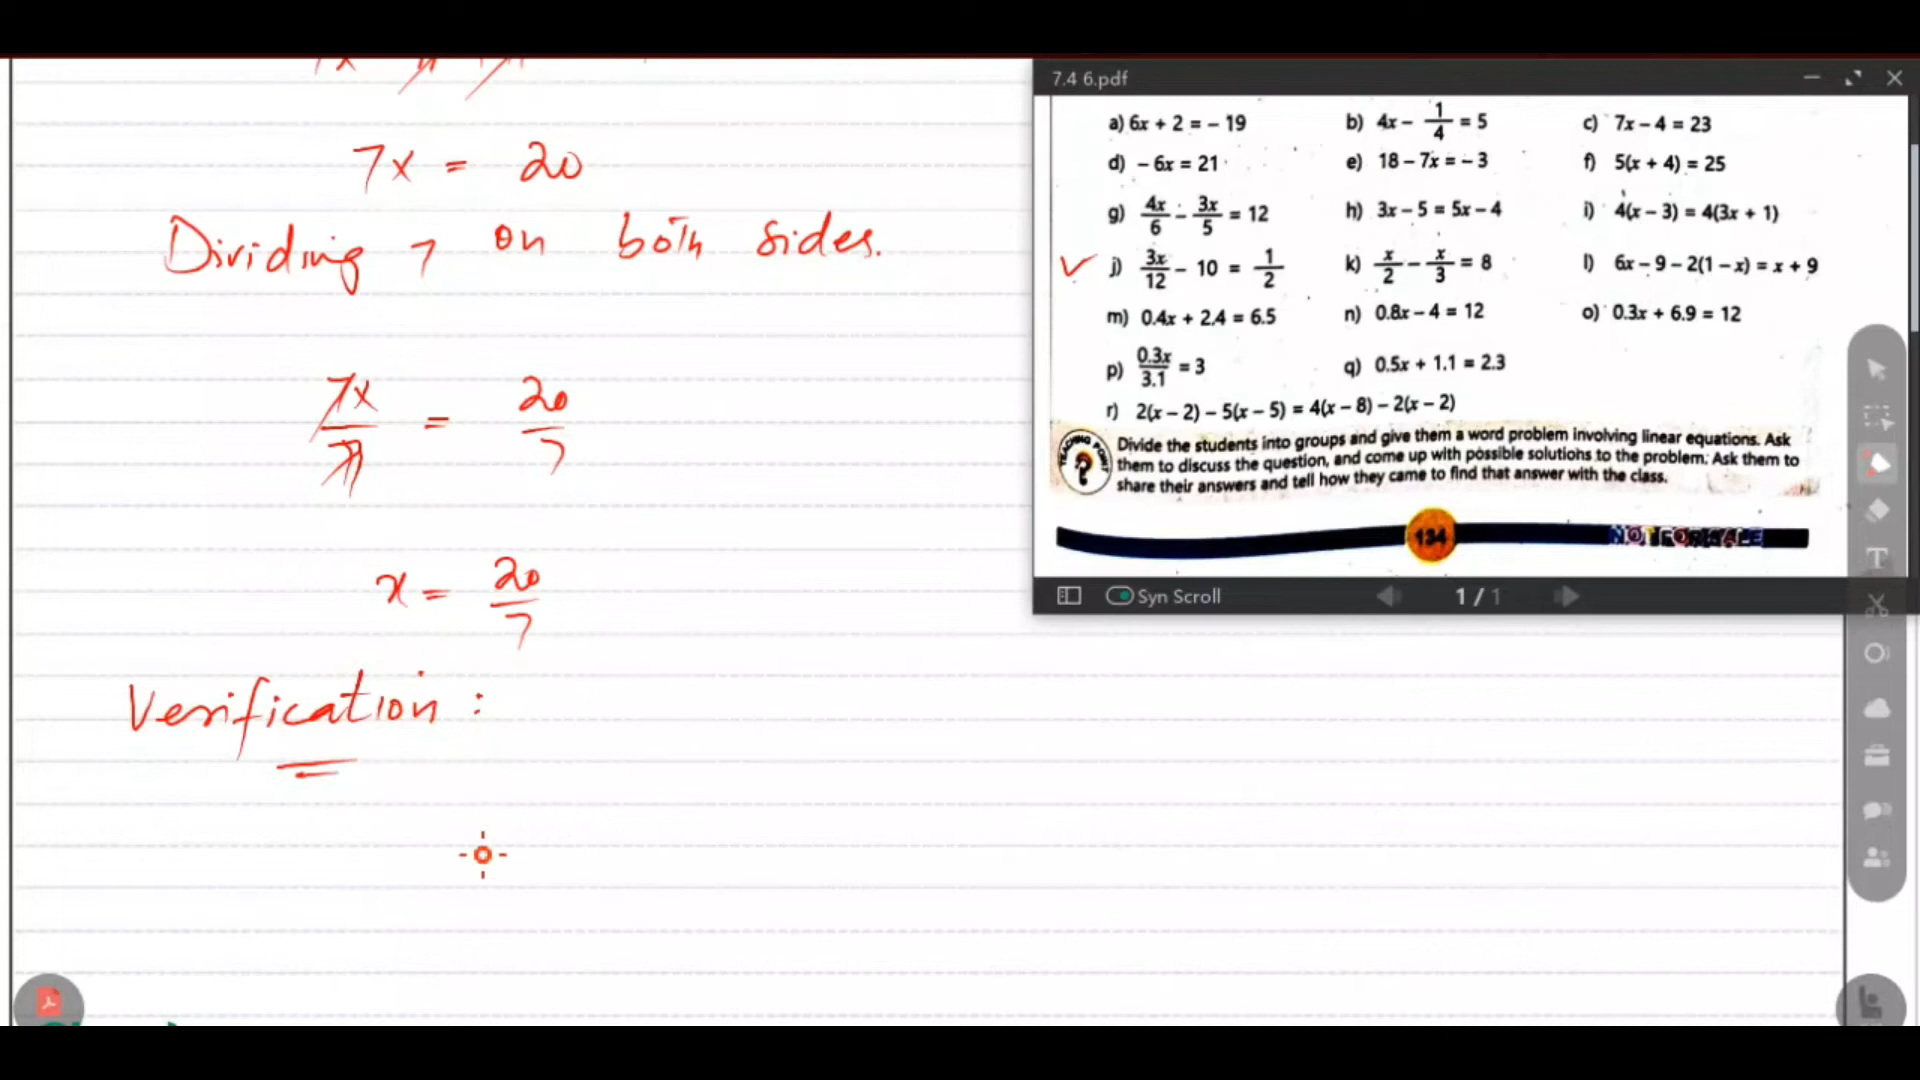 7x = 20
Dividing 7 on both sides.
7x/7 = 20/7
x = 20/7
Verification:
7.4 6.pdf
a) 6x + 2 = – 19 b) 4x – 1/4 = 5 c) 7x – 4 = 23
d) – 6x = 21 e) 18 – 7x = – 3 f) 5(x + 4) = 25
g) 4x/6 – 3x/5 = 12 h) 3x – 5 = 5x – 4 i) 4(x – 3) = 4(3x + 1)
j) 3x/12 – 10 = 1/2 k) x/2 – x/3 = 8 l) 6x – 9 – 2(1 – x) = x + 9
m) 0.4x + 2.4 = 6.5 n) 0.8x – 4 = 12 o) 0.3x + 6.9 = 12
p) 0.3x/3.1 = 3 q) 0.5x + 1.1 = 2.3
r) 2(x – 2) – 5(x – 5) = 4(x – 8) – 2(x – 2)
TEACHING POINT
?
Divide the students into groups and give them a word problem involving linear equations. Ask
them to discuss the question, and come up with possible solutions to the problem. Ask them to
share their answers and tell how they came to find that answer with the class.
134
NOT FOR SALE
Syn Scroll
1 / 1
T